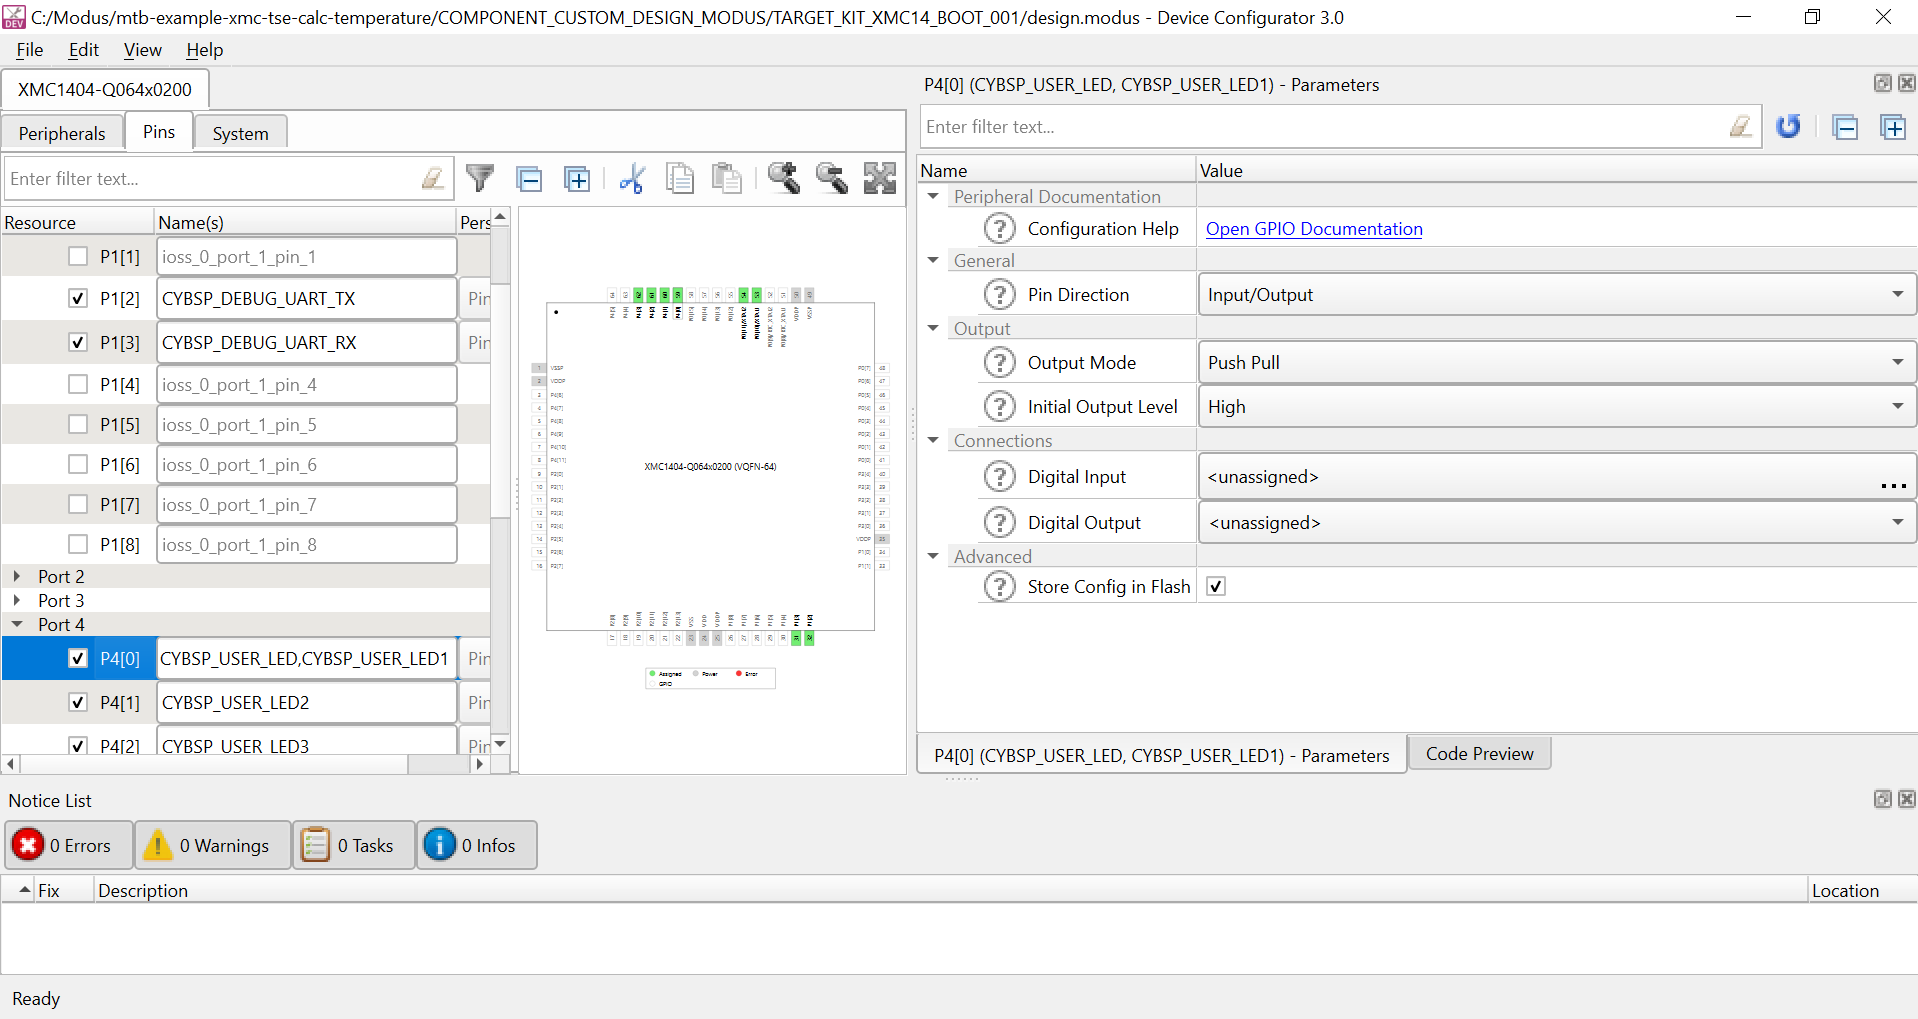 C:/Modus/mtb-example-xmc-tse-calc-temperature/COMPONENT_CUSTOM_DESIGN_MODUS/TARGET_KIT_XMC14_BOOT_001/design.modus - Device Configurator 3.0
File Edit View Help
XMC1404-Q064x0200
Peripherals Pins System
Enter filter text...
Resource Name(s) Pers
P1[1] ioss_0_port_1_pin_1
P1[2] CYBSP_DEBUG_UART_TX Pin
P1[3] CYBSP_DEBUG_UART_RX Pin
P1[4] ioss_0_port_1_pin_4
P1[5] ioss_0_port_1_pin_5
P1[6] ioss_0_port_1_pin_6
P1[7] ioss_0_port_1_pin_7
P1[8] ioss_0_port_1_pin_8
Port 2
Port 3
Port 4
P4[0] CYBSP_USER_LED,CYBSP_USER_LED1 Pin
P4[1] CYBSP_USER_LED2 Pin
P4[2] CYBSP_USER_LED3 Pin
XMC1404-Q064x0200 (VQFN-64)
Assigned Power Error
GPIO
P4[0] (CYBSP_USER_LED, CYBSP_USER_LED1) - Parameters
Enter filter text...
Name Value
Peripheral Documentation
Configuration Help Open GPIO Documentation
General
Pin Direction Input/Output
Output
Output Mode Push Pull
Initial Output Level High
Connections
Digital Input <unassigned> ...
Digital Output <unassigned>
Advanced
Store Config in Flash
P4[0] (CYBSP_USER_LED, CYBSP_USER_LED1) - Parameters Code Preview
Notice List
0 Errors 0 Warnings 0 Tasks 0 Infos
Fix Description Location
Ready